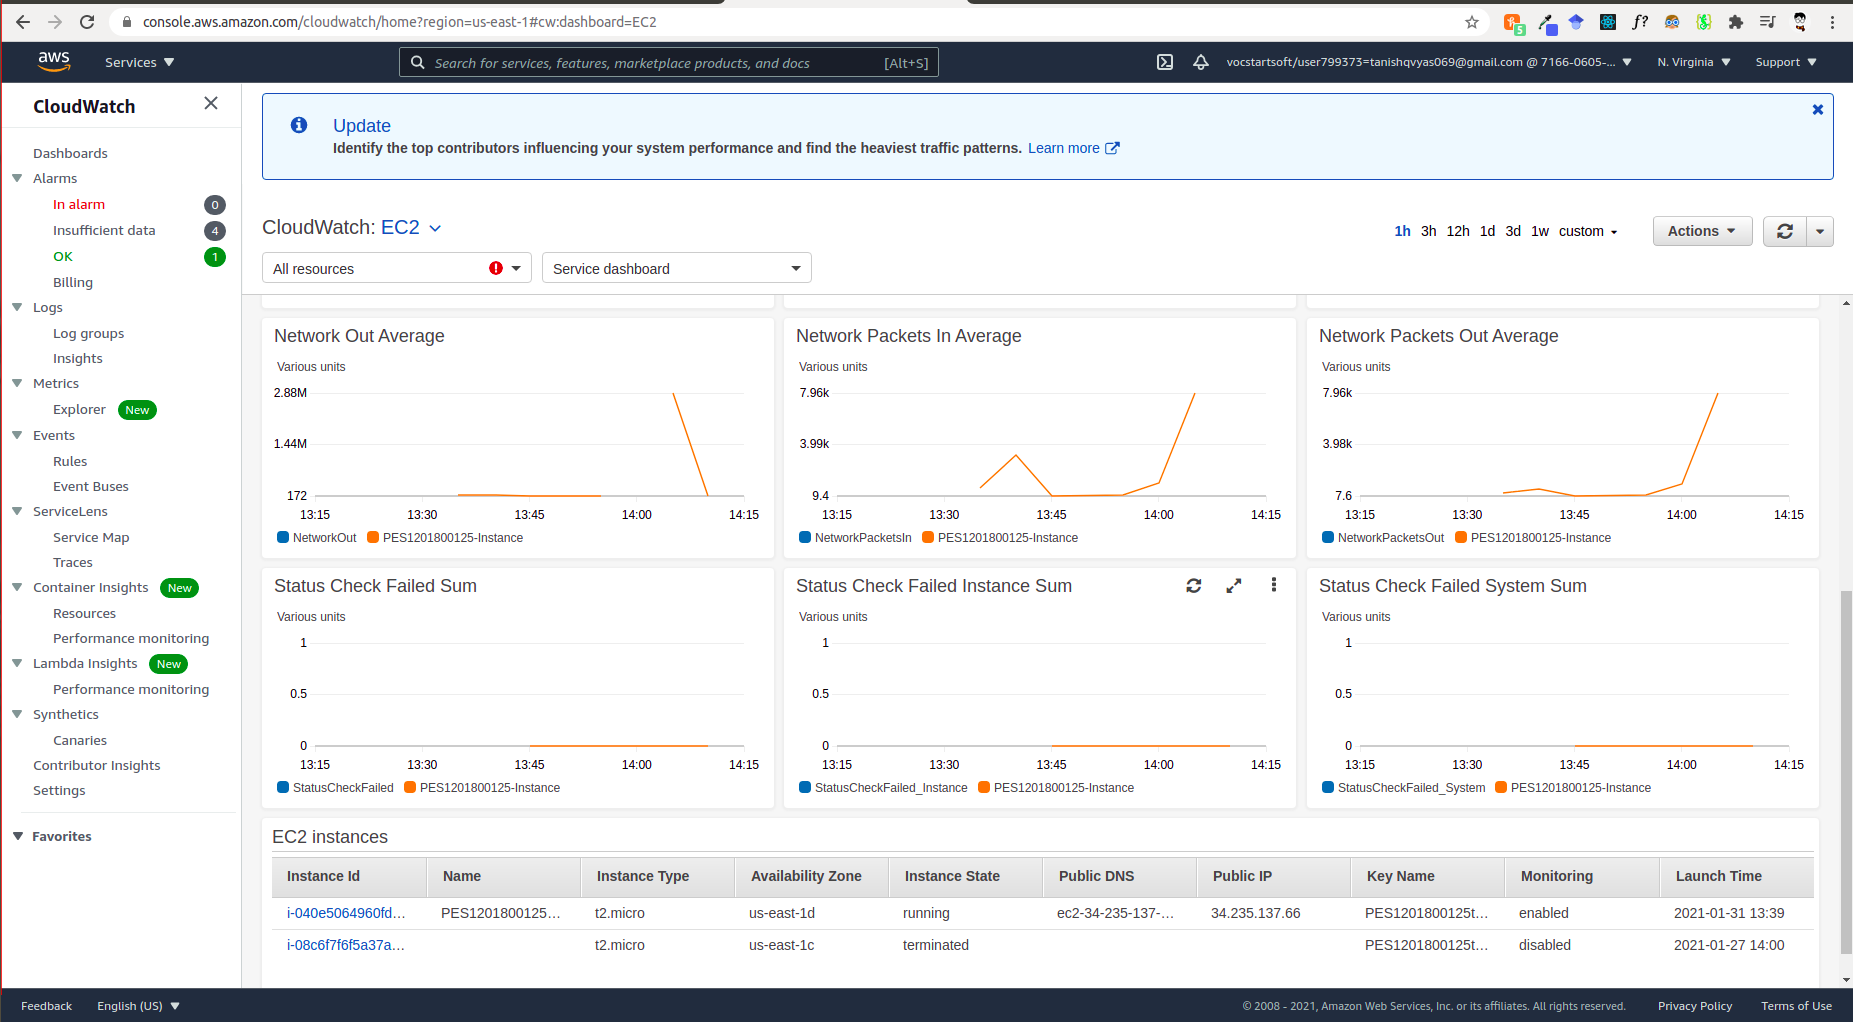 console.aws.amazon.com/cloudwatch/home?region=us-east-1#cw:dashboard=EC2
f?
5
aws
Services
Search for services, features, marketplace products, and docs [Alt+S]
vocstartsoft/user799373=tanishqvyas069@gmail.com @ 7166-0605-...
N. Virginia
Support
CloudWatch
Dashboards
Alarms
In alarm 0
Insufficient data 4
OK 1
Billing
Logs
Log groups
Insights
Metrics
Explorer New
Events
Rules
Event Buses
ServiceLens
Service Map
Traces
Container Insights New
Resources
Performance monitoring
Lambda Insights New
Performance monitoring
Synthetics
Canaries
Contributor Insights
Settings
Favorites
Update
Identify the top contributors influencing your system performance and find the heaviest traffic patterns. Learn more
CloudWatch: EC2
1h 3h 12h 1d 3d 1w custom
Actions
All resources
Service dashboard
Network Out Average
Various units
2.88M
1.44M
172
13:15 13:30 13:45 14:00 14:15
NetworkOut PES1201800125-Instance
Network Packets In Average
Various units
7.96k
3.99k
9.4
13:15 13:30 13:45 14:00 14:15
NetworkPacketsIn PES1201800125-Instance
Network Packets Out Average
Various units
7.96k
3.98k
7.6
13:15 13:30 13:45 14:00 14:15
NetworkPacketsOut PES1201800125-Instance
Status Check Failed Sum
Various units
1
0.5
0
13:15 13:30 13:45 14:00 14:15
StatusCheckFailed PES1201800125-Instance
Status Check Failed Instance Sum
Various units
1
0.5
0
13:15 13:30 13:45 14:00 14:15
StatusCheckFailed_Instance PES1201800125-Instance
Status Check Failed System Sum
Various units
1
0.5
0
13:15 13:30 13:45 14:00 14:15
StatusCheckFailed_System PES1201800125-Instance
EC2 instances
Instance Id Name Instance Type Availability Zone Instance State Public DNS Public IP Key Name Monitoring Launch Time
i-040e5064960fd... PES1201800125... t2.micro us-east-1d running ec2-34-235-137-... 34.235.137.66 PES1201800125t... enabled 2021-01-31 13:39
i-08c6f7f6f5a37a... t2.micro us-east-1c terminated PES1201800125t... disabled 2021-01-27 14:00
Feedback
English (US)
© 2008 - 2021, Amazon Web Services, Inc. or its affiliates. All rights reserved.
Privacy Policy
Terms of Use